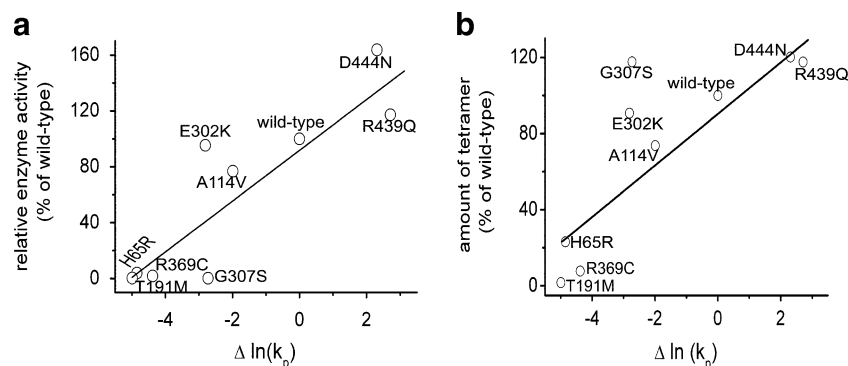 a
relative enzyme activity
(% of wild-type)
160
120
80
40
0
D444N
R439Q
wild-type
E302K
A114V
H65R
R369C
T191M
G307S
-4
-2
0
2
Δ ln(kp)
b
amount of tetramer
(% of wild-type)
120
80
40
0
D444N
R439Q
G307S
wild-type
E302K
A114V
H65R
R369C
T191M
-4
-2
0
2
Δ ln (kp)